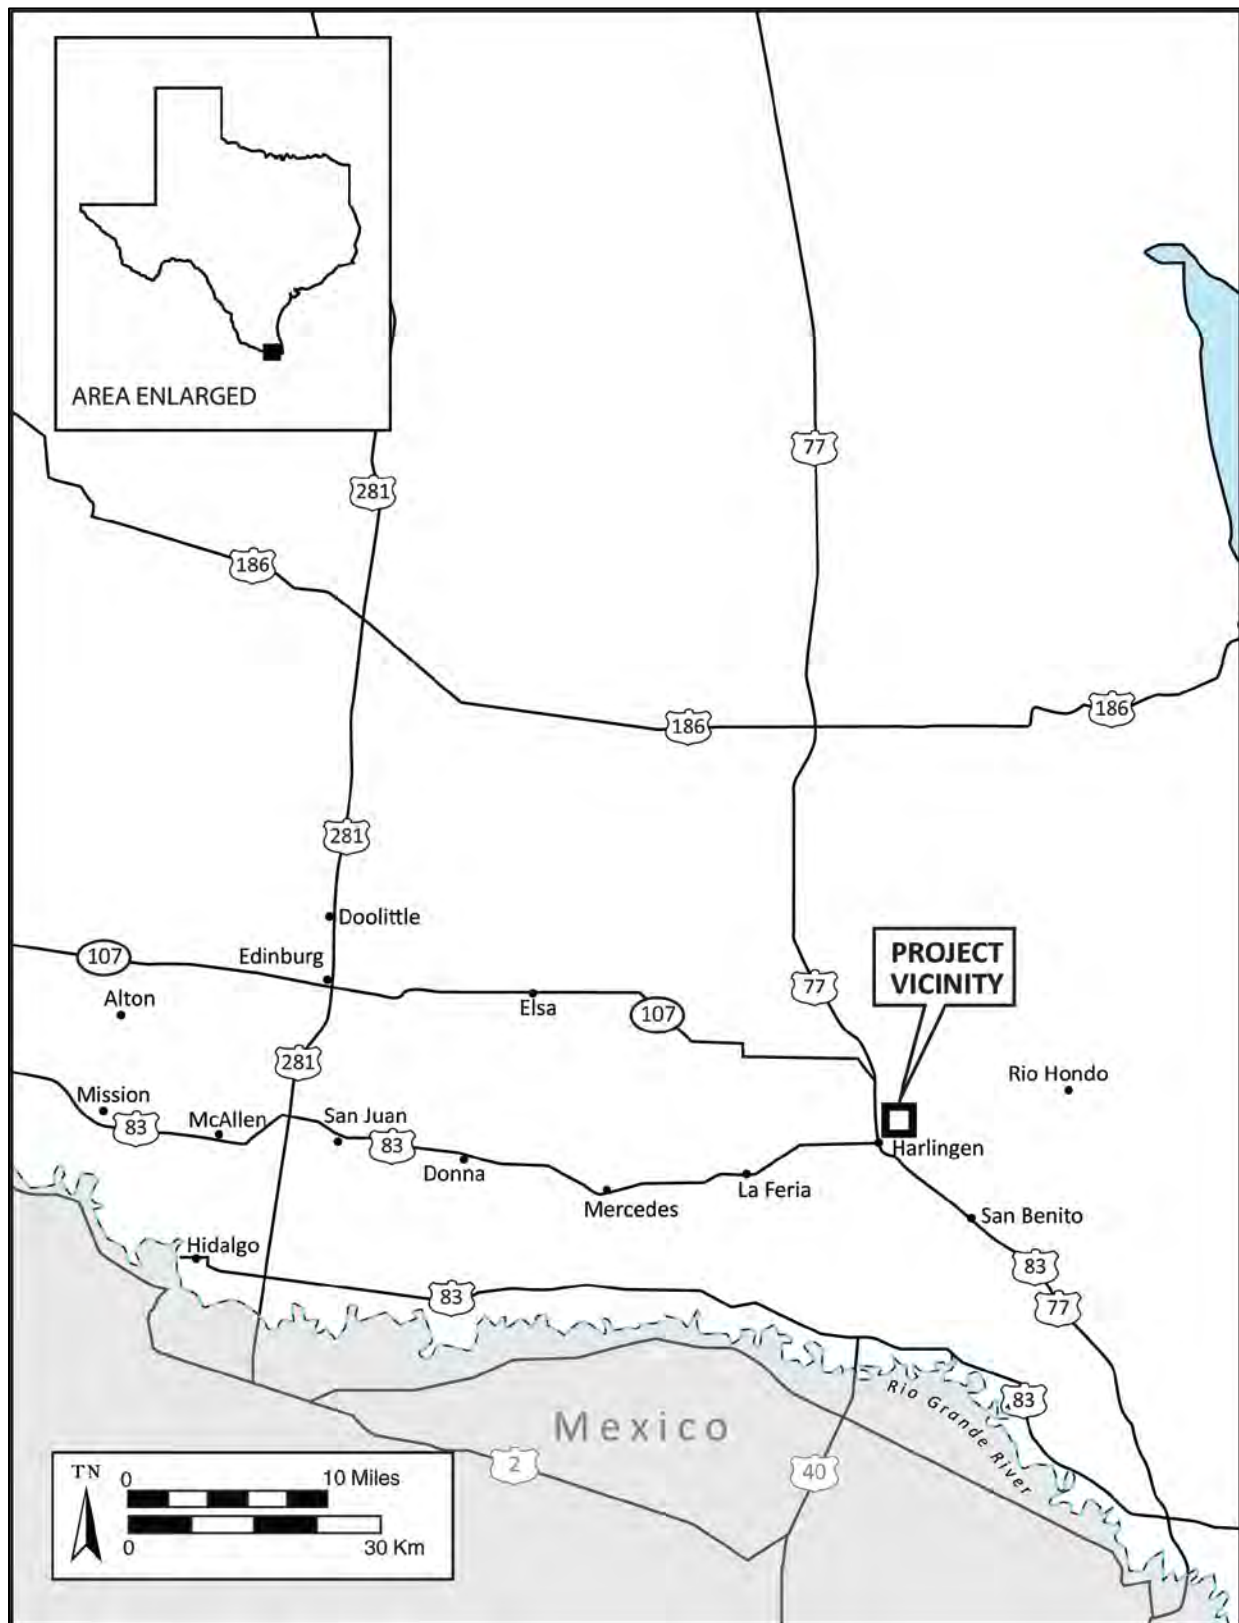 AREA ENLARGED
77
281
186
186
186
281
Doolittle
107
Edinburg
PROJECT
VICINITY
77
Alton
Elsa
107
281
Rio Hondo
Mission
83
McAllen
San Juan
83
Donna
Harlingen
La Feria
Mercedes
San Benito
Hidalgo
83
83
77
83
Rio Grande River
Mexico
2
40
TN
0 10 Miles
0 30 Km